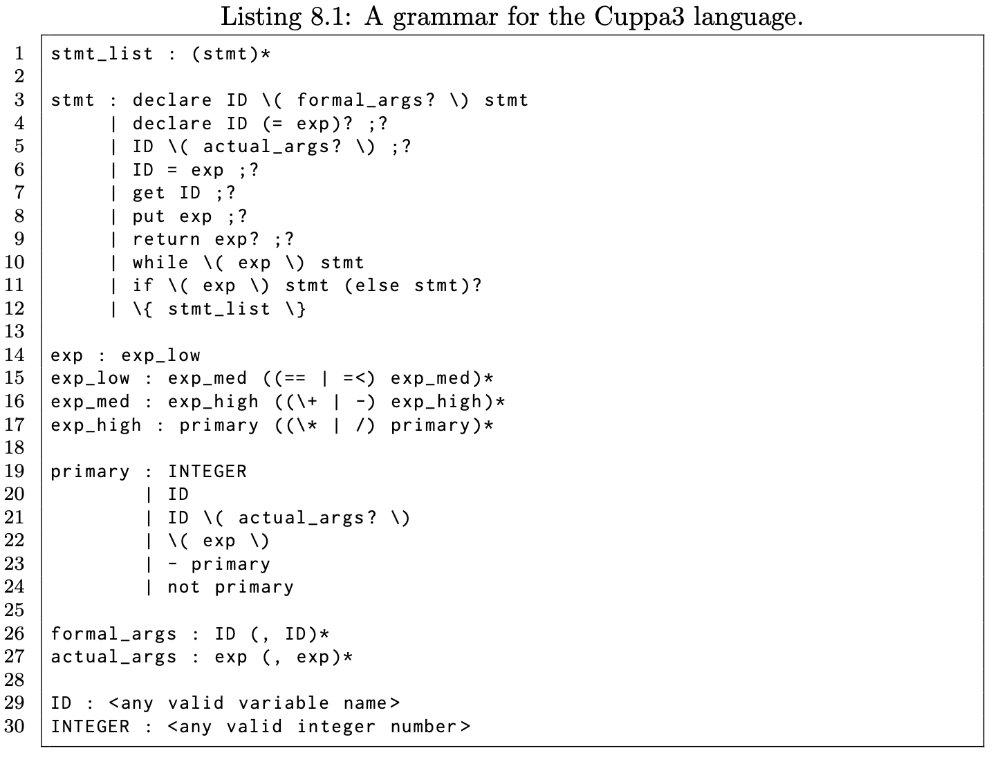 Listing 8.1: A grammar for the Cuppa3 language.
1 stmt_list : (stmt)*
2
3 stmt : declare ID \( formal_args? \) stmt
4 | declare ID (= exp)? ;?
5 | ID \( actual_args? \) ;?
6 | ID = exp ;?
7 | get ID ;?
8 | put exp ;?
9 | return exp? ;?
10 | while \( exp \) stmt
11 | if \( exp \) stmt (else stmt)?
12 | \{ stmt_list \}
13
14 exp : exp_low
15 exp_low : exp_med ((== | =<) exp_med)*
16 exp_med : exp_high ((\+ | -) exp_high)*
17 exp_high : primary ((\* | /) primary)*
18
19 primary : INTEGER
20 | ID
21 | ID \( actual_args? \)
22 | \( exp \)
23 | - primary
24 | not primary
25
26 formal_args : ID (, ID)*
27 actual_args : exp (, exp)*
28
29 ID : <any valid variable name>
30 INTEGER : <any valid integer number>